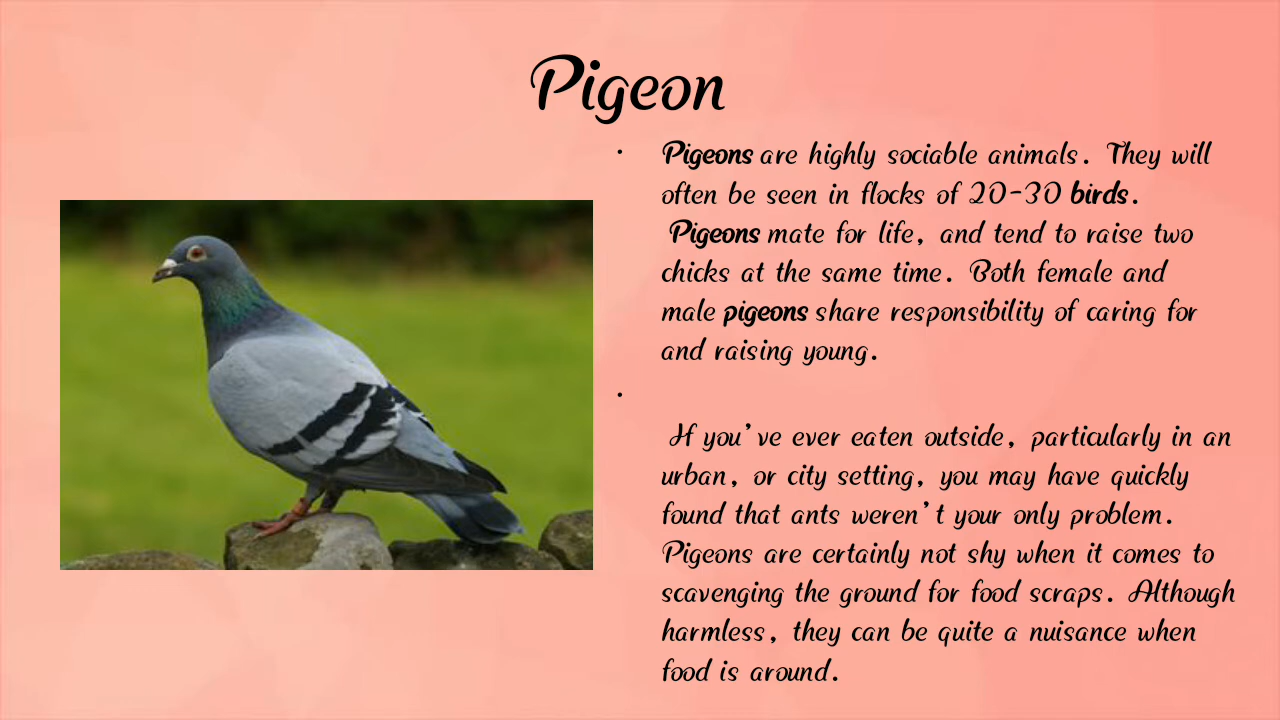 Pigeon
• Pigeons are highly sociable animals. They will
often be seen in flocks of 20-30 birds.
Pigeons mate for life, and tend to raise two
chicks at the same time. Both female and
male pigeons share responsibility of caring for
and raising young.
•
If you've ever eaten outside, particularly in an
urban, or city setting, you may have quickly
found that ants weren't your only problem.
Pigeons are certainly not shy when it comes to
scavenging the ground for food scraps. Although
harmless, they can be quite a nuisance when
food is around.